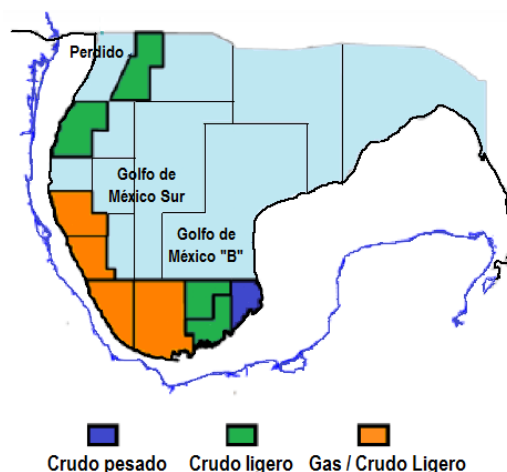 Perdido
Golfo de
México Sur
Golfo de
México "B"
Crudo pesado
Crudo ligero
Gas / Crudo Ligero